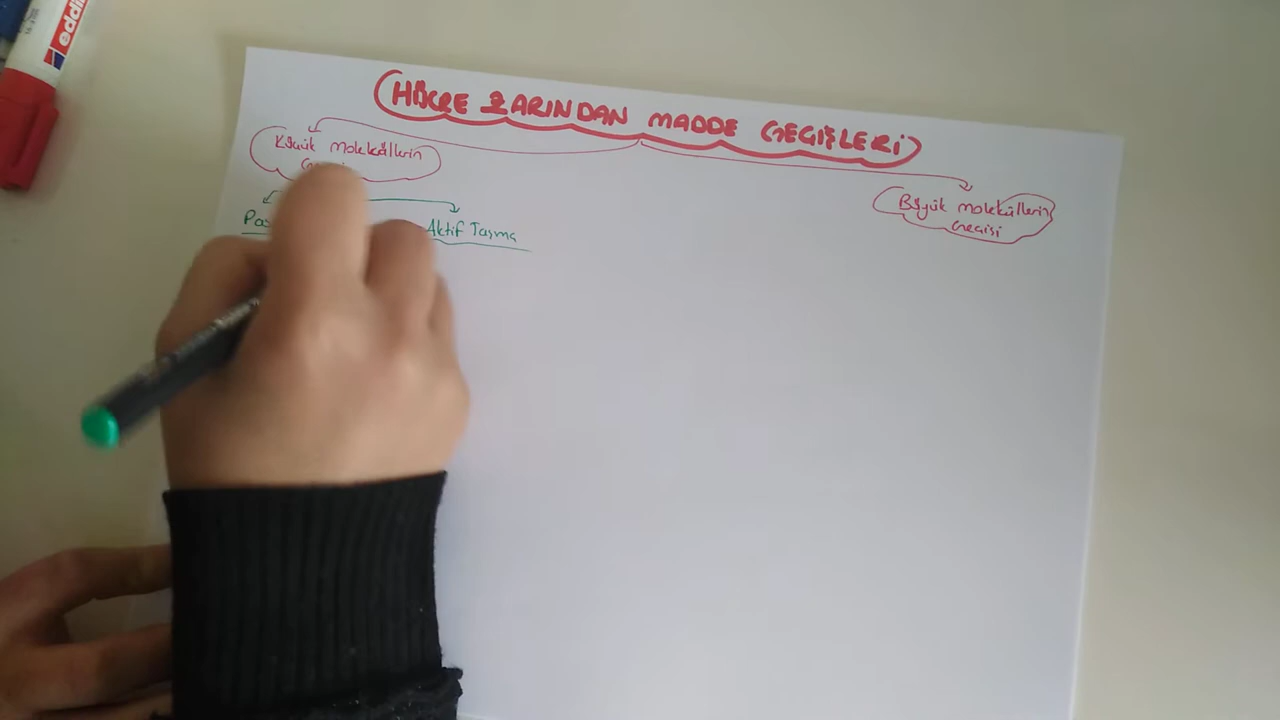 HÜCRE ZARINDAN MADDE GEÇİŞLERİ
Küçük moleküllerin
Büyük moleküllerin
Geçişi
Aktif Taşıma